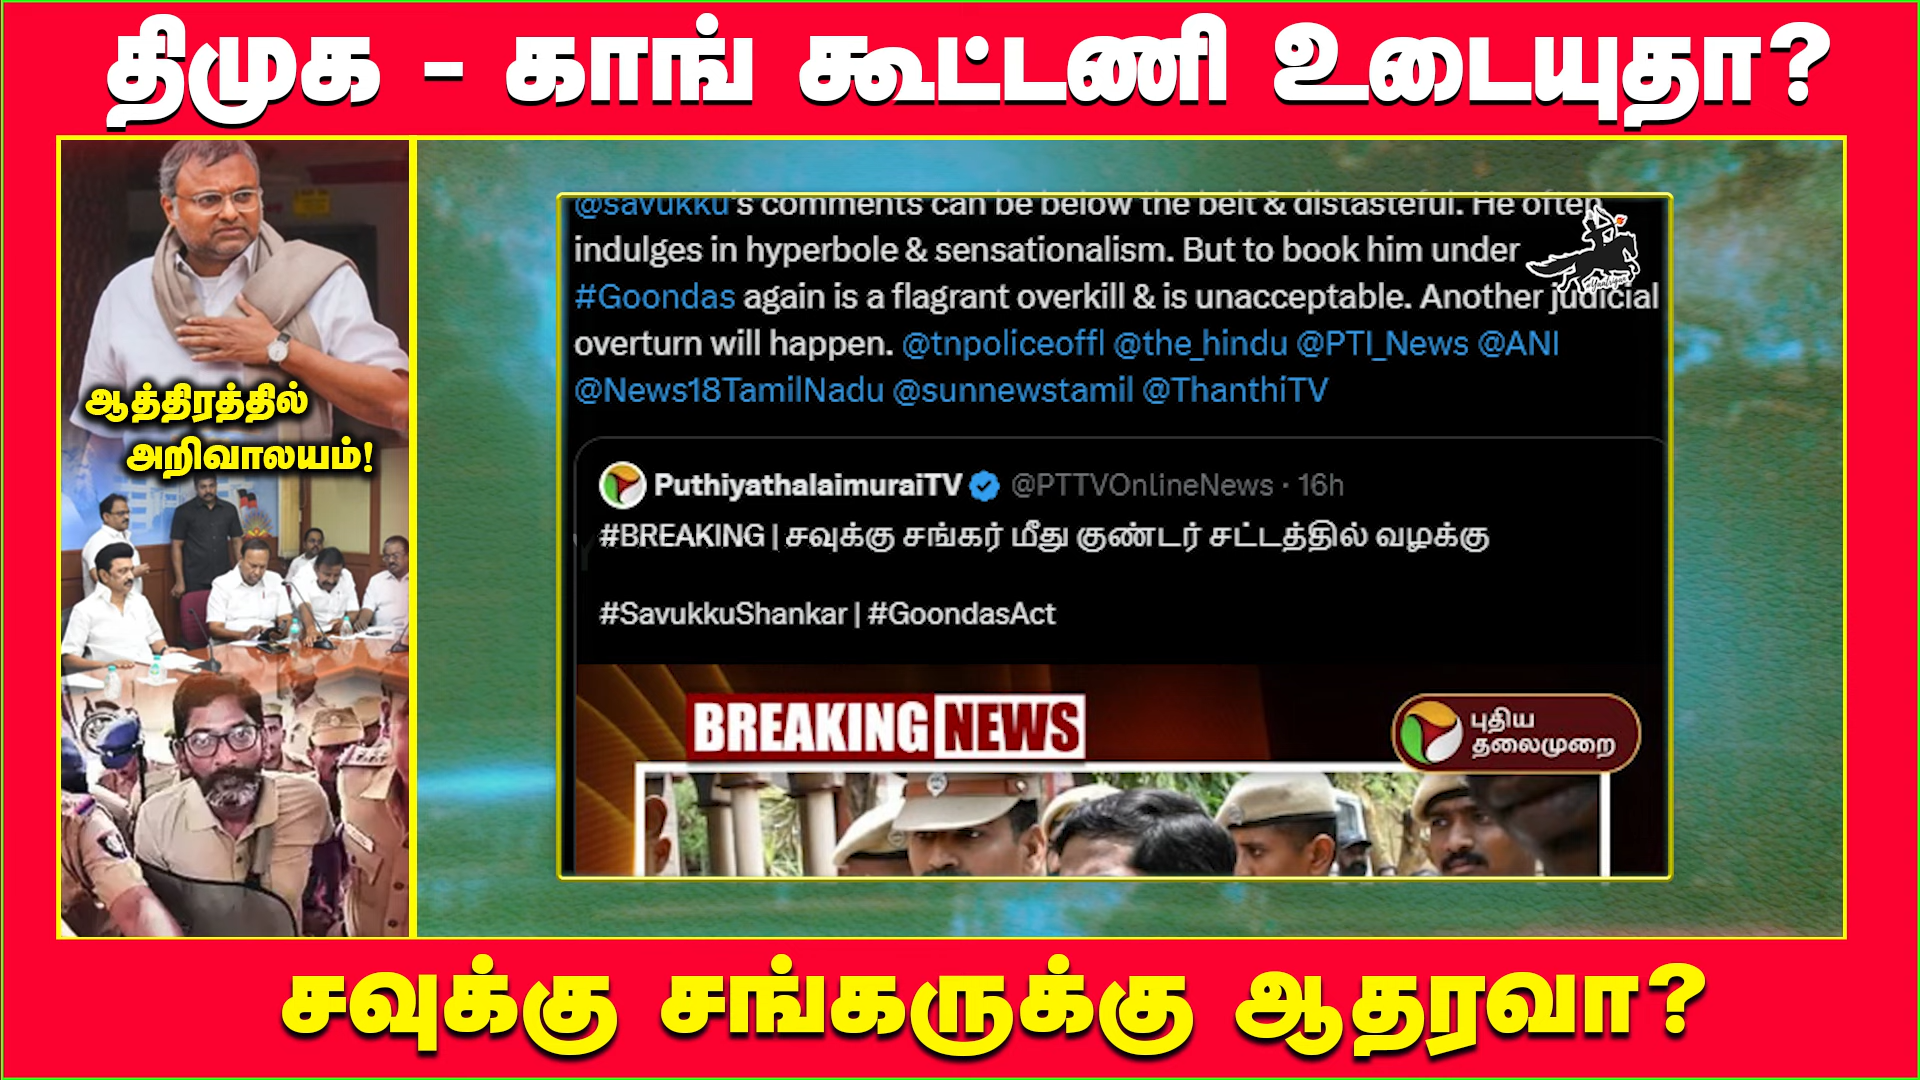 திமுக - காங் கூட்டணி உடையுதா?
ஆத்திரத்தில்
அறிவாலயம்!
@savukku's comments can be below the belt & distasteful. He often
indulges in hyperbole & sensationalism. But to book him under
#Goondas again is a flagrant overkill & is unacceptable. Another judicial
overturn will happen. @tnpoliceoffl @the_hindu @PTI_News @ANI
@News18TamilNadu @sunnewstamil @ThanthiTV
PuthiyathalaimuraiTV @PTTVOnlineNews · 16h
#BREAKING | சவுக்கு சங்கர் மீது குண்டர் சட்டத்தில் வழக்கு
#SavukkuShankar | #GoondasAct
BREAKING NEWS
புதிய
தலைமுறை
சவுக்கு சங்கருக்கு ஆதரவா?